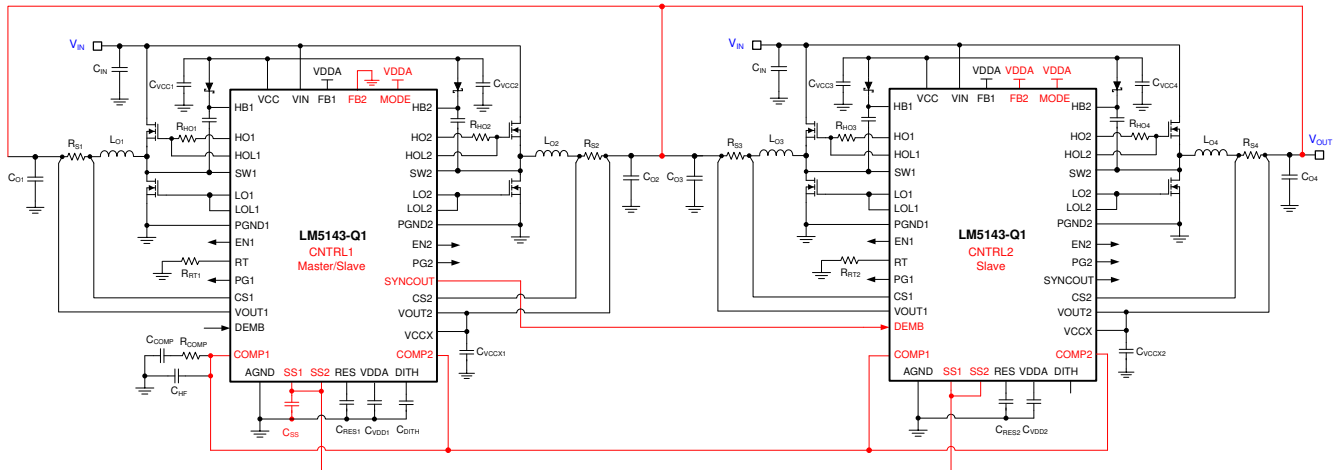 VIN
CIN
CVCC1
VCC
VIN
VDDA
FB1
FB2
VDDA
MODE
CVCC2
HB1
HB2
RHO1
HO1
HO2
RHO2
HOL1
HOL2
SW1
SW2
LO1
RS1
LO2
RS2
CO1
CO2
LO1
LO2
LOL1
LOL2
PGND1
PGND2
LM5143-Q1
CNTRL1
Master/Slave
EN1
EN2
RT
RRT1
PG1
PG2
SYNCOUT
CS1
CS2
VOUT1
VOUT2
DEMB
VCCX
CVCCX1
COMP1
COMP2
CCOMP
RCOMP
CHF
AGND
SS1
SS2
RES
VDDA
DITH
CSS
CRES1
CVDD1
CDITH
VIN
CIN
CVCC3
VCC
VIN
VDDA
FB1
VDDA
FB2
VDDA
MODE
CVCC4
HB1
HB2
RHO3
HO1
HO2
RHO4
HOL1
HOL2
SW1
SW2
RS3
LO3
LO4
RS4
VOUT
CO3
CO4
LO1
LO2
LOL1
LOL2
PGND1
PGND2
LM5143-Q1
CNTRL2
Slave
EN1
EN2
RT
RRT2
PG1
PG2
SYNCOUT
CS1
CS2
VOUT1
VOUT2
DEMB
VCCX
CVCCX2
COMP1
COMP2
AGND
SS1
SS2
RES
VDDA
DITH
CRES2
CVDD2